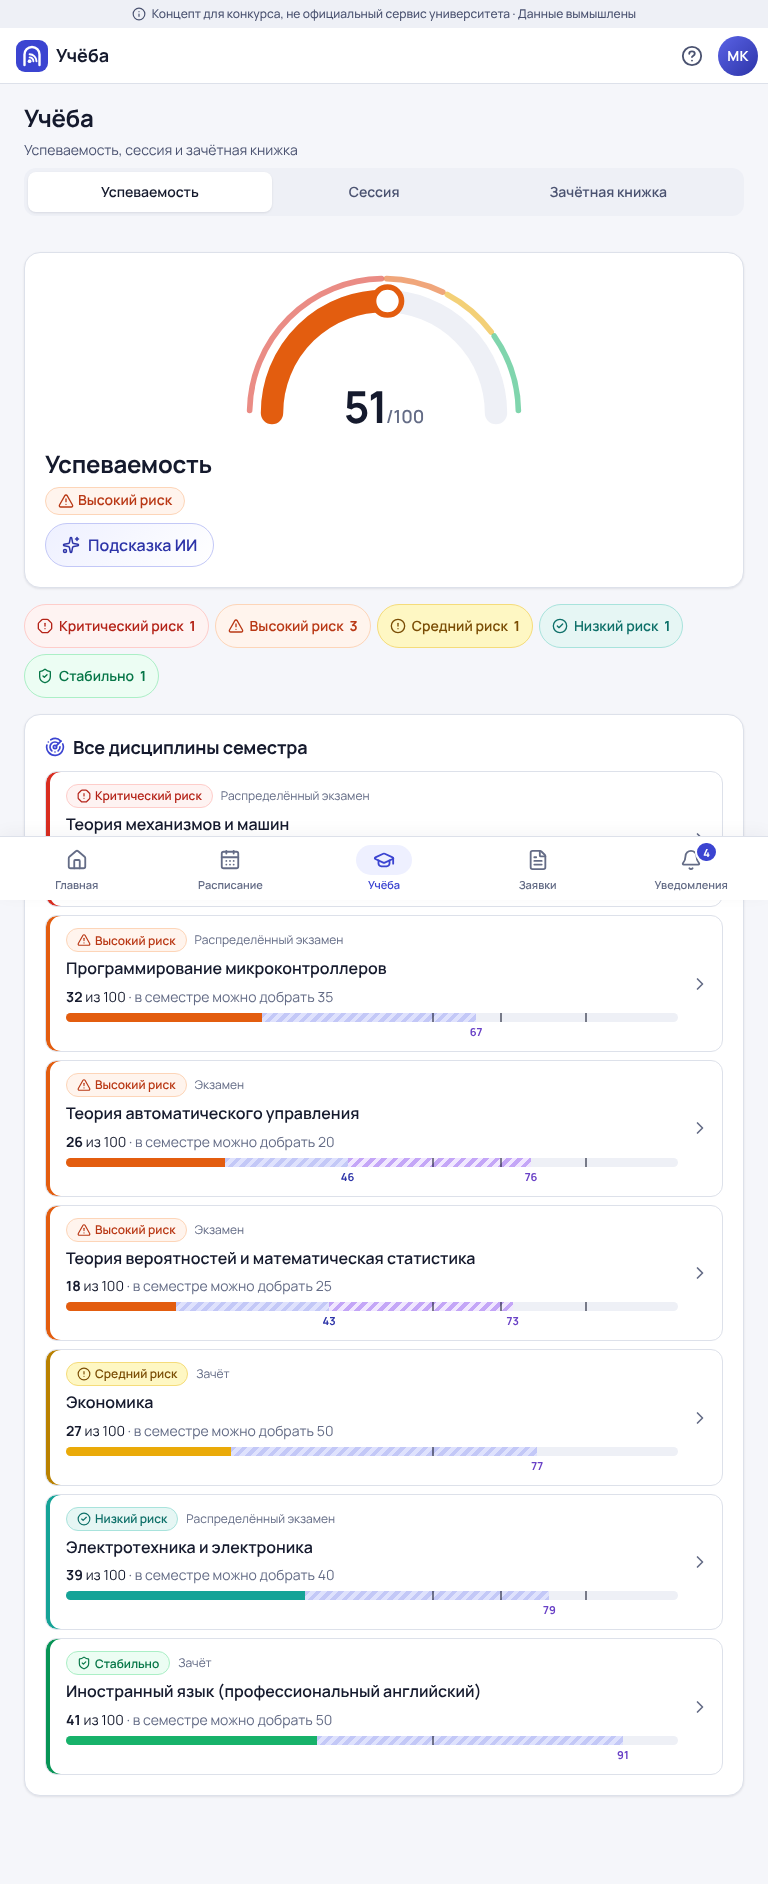 Концепт для конкурса, не официальный сервис университета · Данные вымышлены
Учёба
МК
Учёба
Успеваемость, сессия и зачётная книжка
Успеваемость
Сессия
Зачётная книжка
51/100
Успеваемость
Высокий риск
Подсказка ИИ
Критический риск 1
Высокий риск 3
Средний риск 1
Низкий риск 1
Стабильно 1
Все дисциплины семестра
Критический риск Распределённый экзамен
Теория механизмов и машин
Главная
Расписание
Учёба
Заявки
4
Уведомления
Высокий риск Распределённый экзамен
Программирование микроконтроллеров
32 из 100 · в семестре можно добрать 35
67
Высокий риск Экзамен
Теория автоматического управления
26 из 100 · в семестре можно добрать 20
46 76
Высокий риск Экзамен
Теория вероятностей и математическая статистика
18 из 100 · в семестре можно добрать 25
43 73
Средний риск Зачёт
Экономика
27 из 100 · в семестре можно добрать 50
77
Низкий риск Распределённый экзамен
Электротехника и электроника
39 из 100 · в семестре можно добрать 40
79
Стабильно Зачёт
Иностранный язык (профессиональный английский)
41 из 100 · в семестре можно добрать 50
91